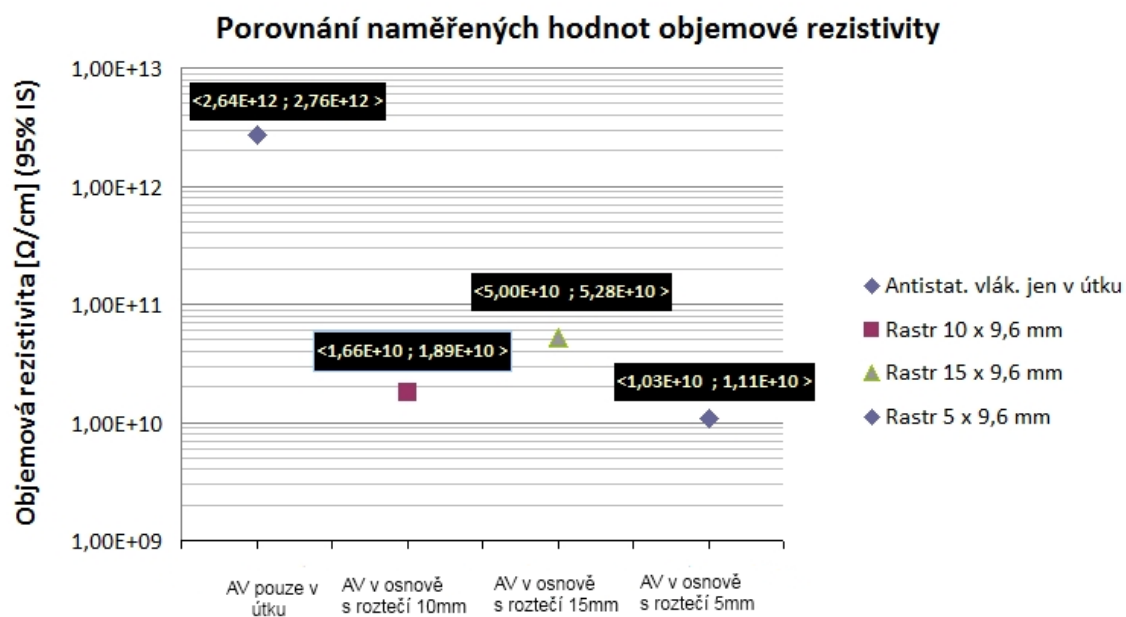 Porovnání naměřených hodnot objemové rezistivity
Objemová rezistivita [Ω/cm] (95% IS)
1,00E+13
1,00E+12
1,00E+11
1,00E+10
1,00E+09
<2,64E+12 ; 2,76E+12 >
<1,66E+10 ; 1,89E+10 >
<5,00E+10  ; 5,28E+10 >
<1,03E+10  ; 1,11E+10 >
AV pouze v
útku
AV v osnově
s roztečí 10mm
AV v osnově
s roztečí 15mm
AV v osnově
s roztečí 5mm
Antistat. vlák. jen v útku
Rastr 10 x 9,6 mm
Rastr 15 x 9,6 mm
Rastr 5 x 9,6 mm